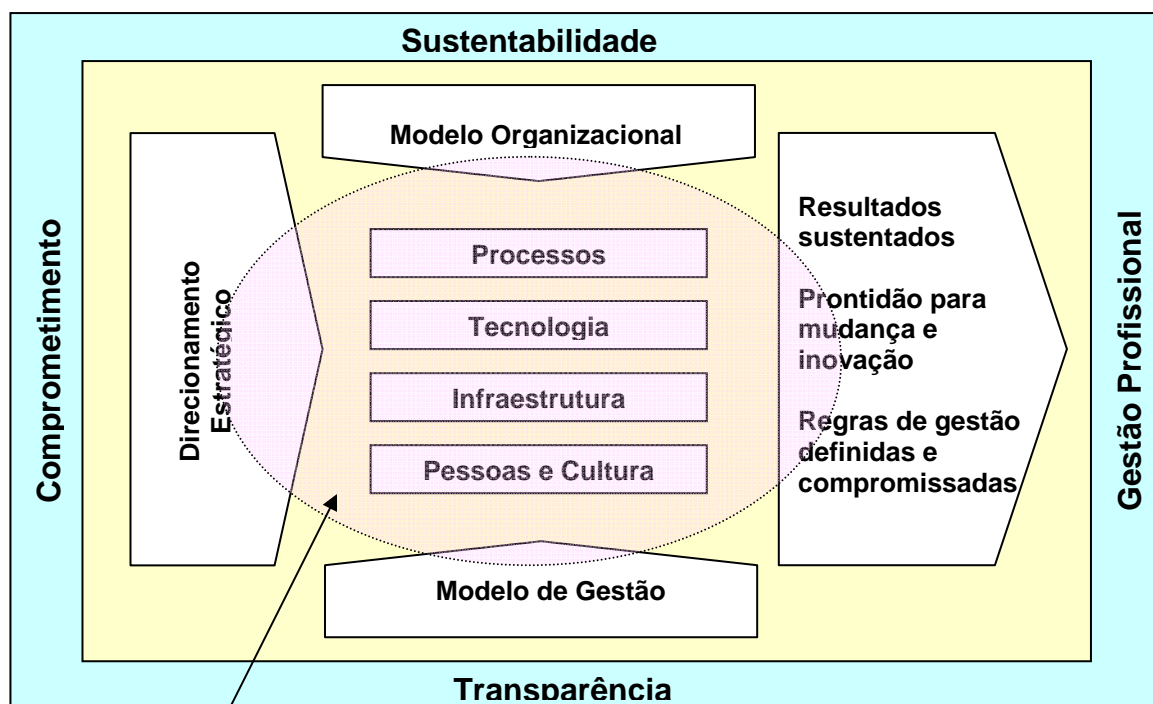 Sustentabilidade
Modelo Organizacional
Comprometimento
Direcionamento
Estratégico
Processos
Tecnologia
Infraestrutura
Pessoas e Cultura
Resultados
sustentados
Prontidão para
mudança e
inovação
Regras de gestão
definidas e
compromissadas
Gestão Profissional
Modelo de Gestão
Transparência